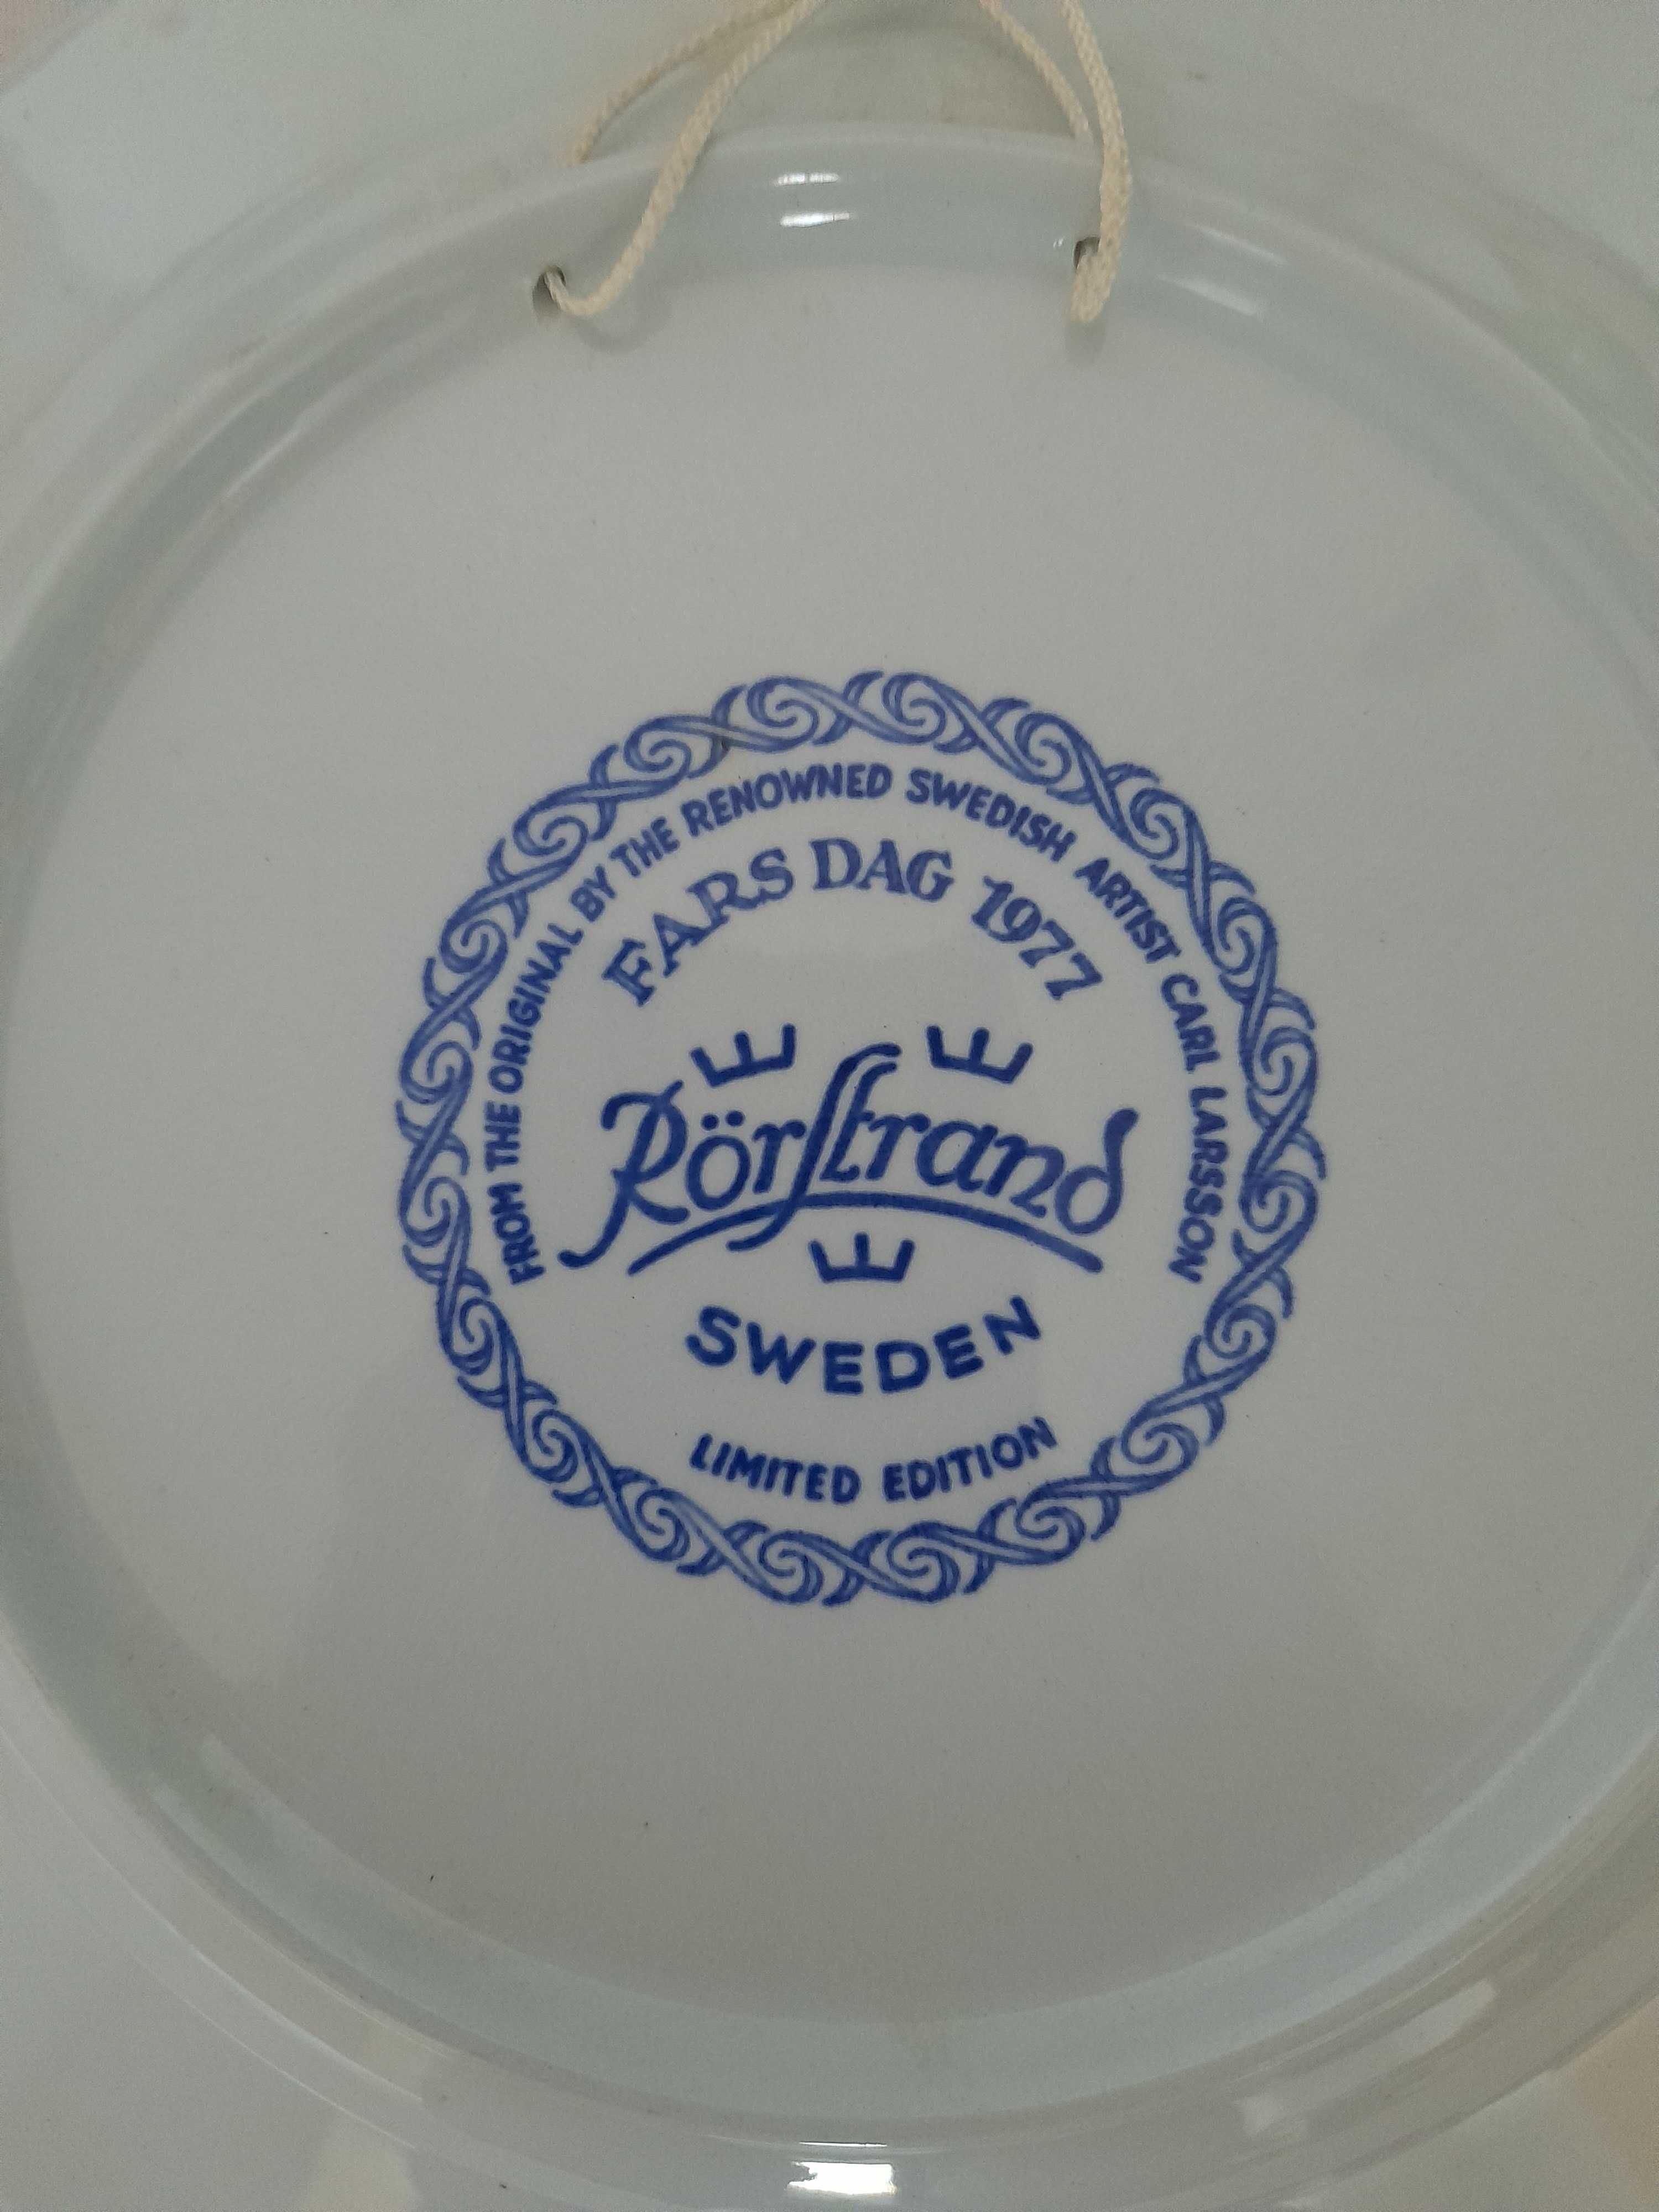 FROM THE ORIGINAL BY THE RENOWNED SWEDISH ARTIST CARL LARSSON
FARS DAG 1977
Rörstrand
SWEDEN
LIMITED EDITION